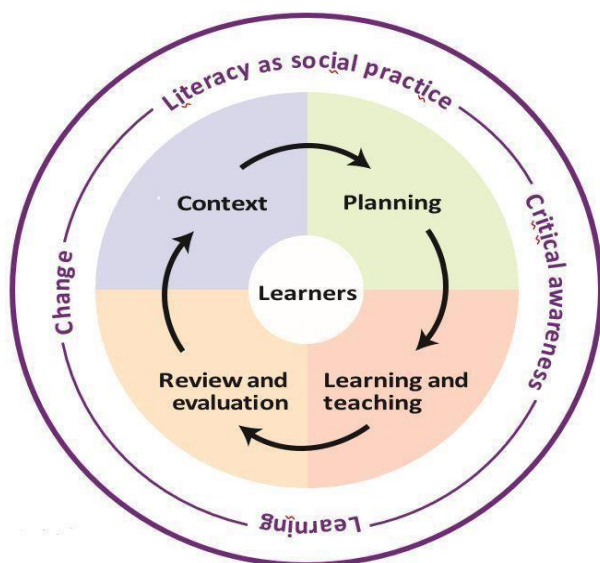 Literacy as social practice
Context
Planning
Critical awareness
Change
Learners
Review and
evaluation
Learning and
teaching
Learning